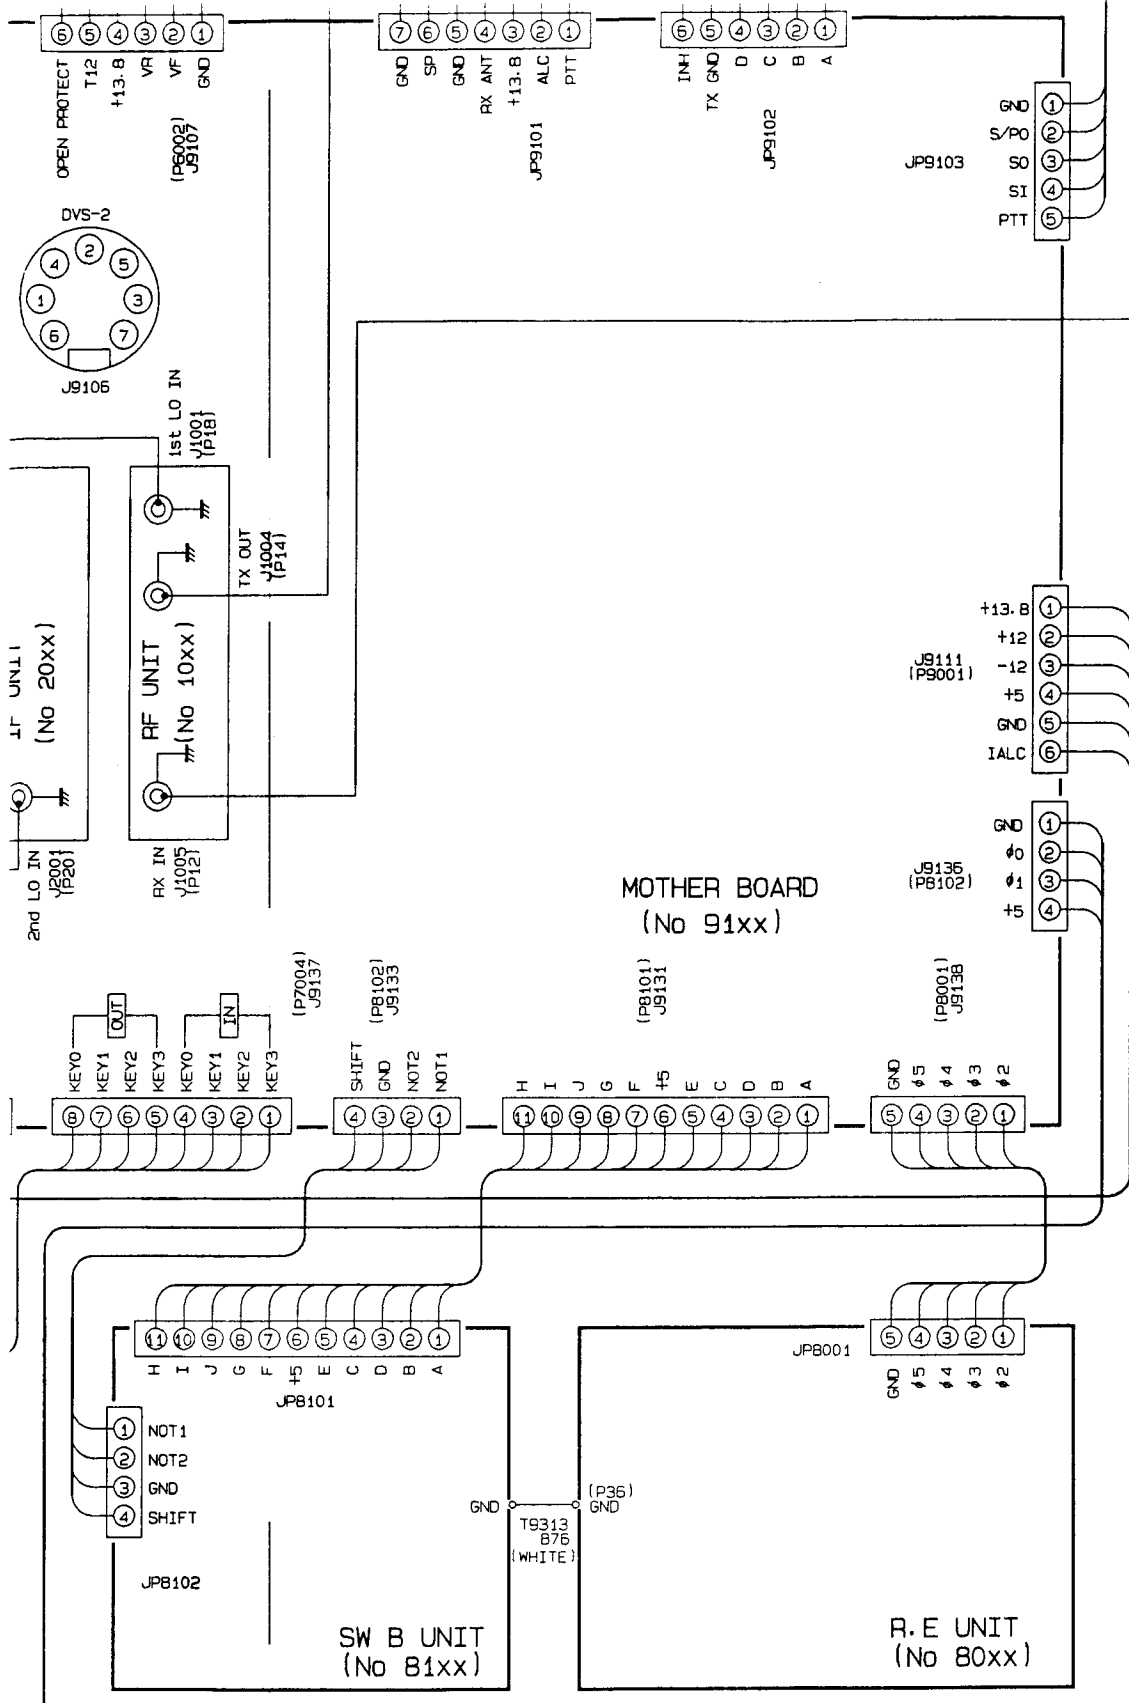 6 5 4 3 2 1
OPEN PROTECT
T12
+13.8
VR
VF
GND
(P6002)
J9107
7 6 5 4 3 2 1
GND
SP
GND
RX ANT
+13.8
ALC
PTT
JP9101
6 5 4 3 2 1
INH
TX GND
D
C
B
A
JP9102
JP9103
GND 1
S/PO 2
SO 3
SI 4
PTT 5
DVS-2
2
4 5
1 3
6 7
J9106
1st LO IN
J1001
(P18)
TX OUT
J1004
(P14)
RF UNIT
(No 10xx)
IF UNIT
(No 20xx)
2nd LO IN
J2001
(P20)
RX IN
J1005
(P12)
J9111
(P9001)
+13.8 1
+12 2
-12 3
+5 4
GND 5
IALC 6
J9136
(P8102)
GND 1
φ0 2
φ1 3
+5 4
MOTHER BOARD
(No 91xx)
(P7004)
J9137
OUT
IN
KEY0
KEY1
KEY2
KEY3
KEY0
KEY1
KEY2
KEY3
8 7 6 5 4 3 2 1
(P8102)
J9133
SHIFT
GND
NOT2
NOT1
4 3 2 1
(P8101)
J9131
H
I
J
G
F
+5
E
C
D
B
A
11 10 9 8 7 6 5 4 3 2 1
(P8001)
J9138
GND
φ5
φ4
φ3
φ2
5 4 3 2 1
11 10 9 8 7 6 5 4 3 2 1
H
I
J
G
F
+5
E
C
D
B
A
JP8101
1 NOT1
2 NOT2
3 GND
4 SHIFT
JP8102
SW B UNIT
(No 81xx)
GND
(P36)
GND
T9313
B76
(WHITE)
JP8001
5 4 3 2 1
GND
φ5
φ4
φ3
φ2
R.E UNIT
(No 80xx)